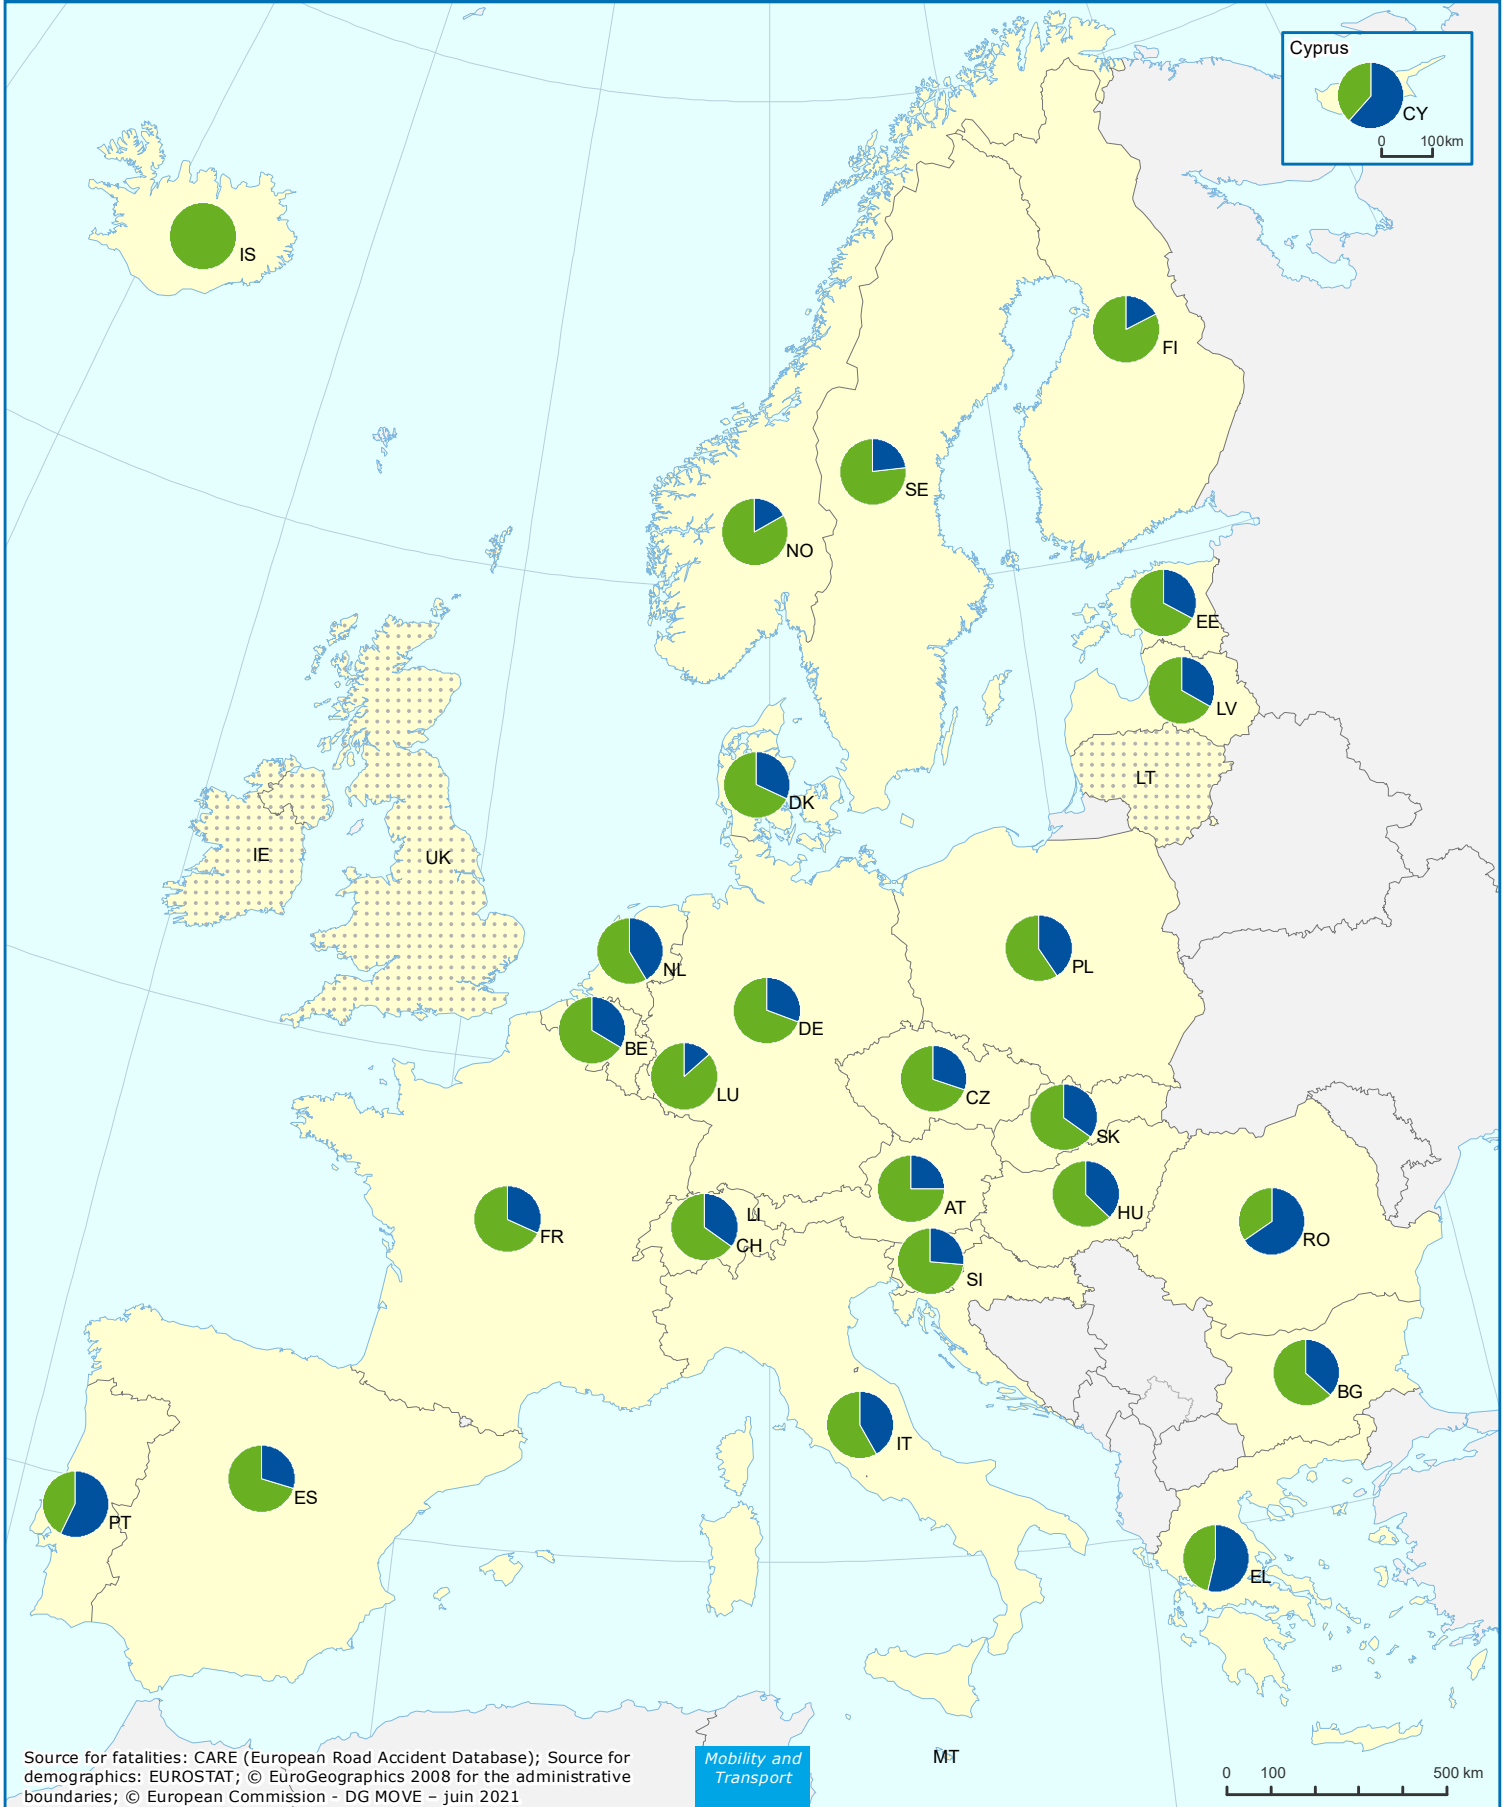 Cyprus
CY
0 100km
IS
FI
SE
NO
EE
LV
LT
DK
IE
UK
NL
PL
DE
BE
LU
CZ
SK
AT
HU
LI
CH
FR
RO
SI
BG
IT
ES
PT
EL
MT
Source for fatalities: CARE (European Road Accident Database); Source for
demographics: EUROSTAT; © EuroGeographics 2008 for the administrative
boundaries; © European Commission - DG MOVE – juin 2021
Mobility and
Transport
0 100 500 km